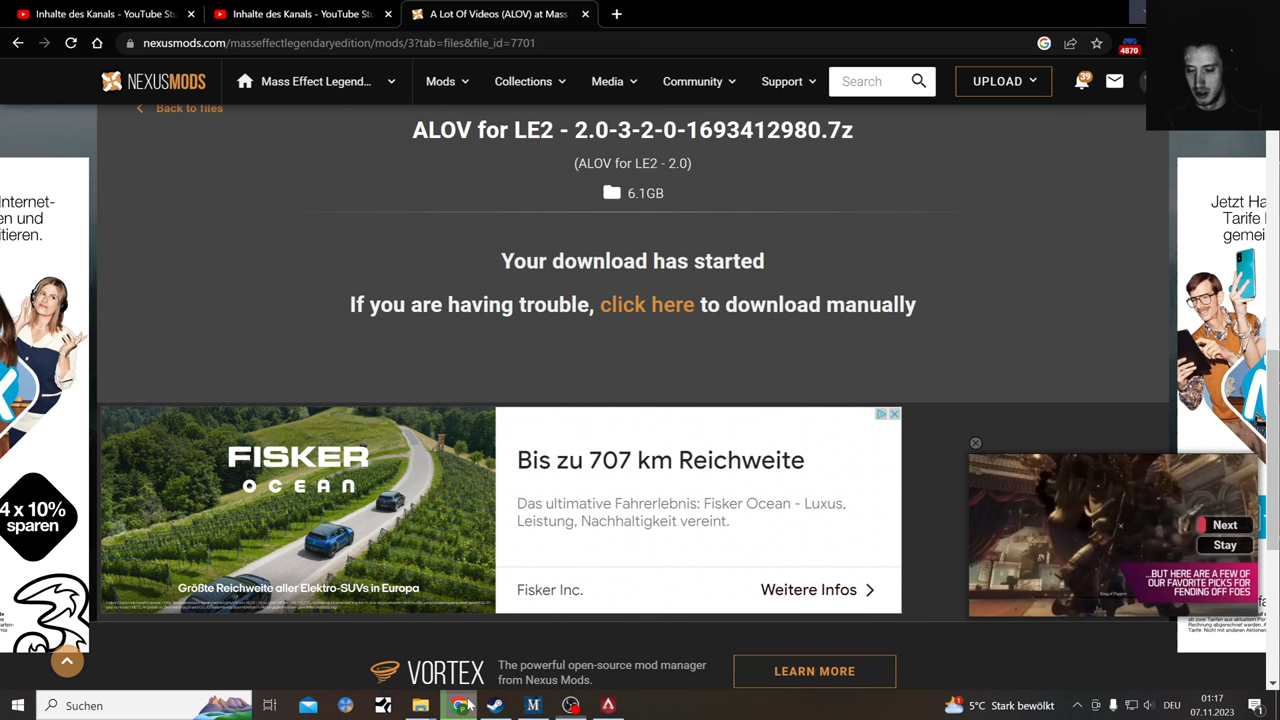 Inhalte des Kanals - YouTube Stu
Inhalte des Kanals - YouTube Stu
A Lot Of Videos (ALOV) at Mass
nexusmods.com/masseffectlegendaryedition/mods/3?tab=files&file_id=7701
4870
NEXUSMODS
Mass Effect Legend...
Mods
Collections
Media
Community
Support
Search
UPLOAD
39
Back to files
ALOV for LE2 - 2.0-3-2-0-1693412980.7z
(ALOV for LE2 - 2.0)
6.1GB
Your download has started
If you are having trouble, click here to download manually
nternet-
en und
itieren.
4 x 10%
sparen
Jetzt Ha
Tarife
gemei
FISKER
OCEAN
Größte Reichweite aller Elektro-SUVs in Europa
Bis zu 707 km Reichweite
Das ultimative Fahrerlebnis: Fisker Ocean - Luxus,
Leistung, Nachhaltigkeit vereint.
Fisker Inc.
Weitere Infos
Next
Stay
...BUT HERE ARE A FEW OF
OUR FAVORITE PICKS FOR
FENDING OFF FOES
VORTEX
The powerful open-source mod manager
from Nexus Mods.
LEARN MORE
Suchen
5°C Stark bewölkt
DEU
01:17
07.11.2023